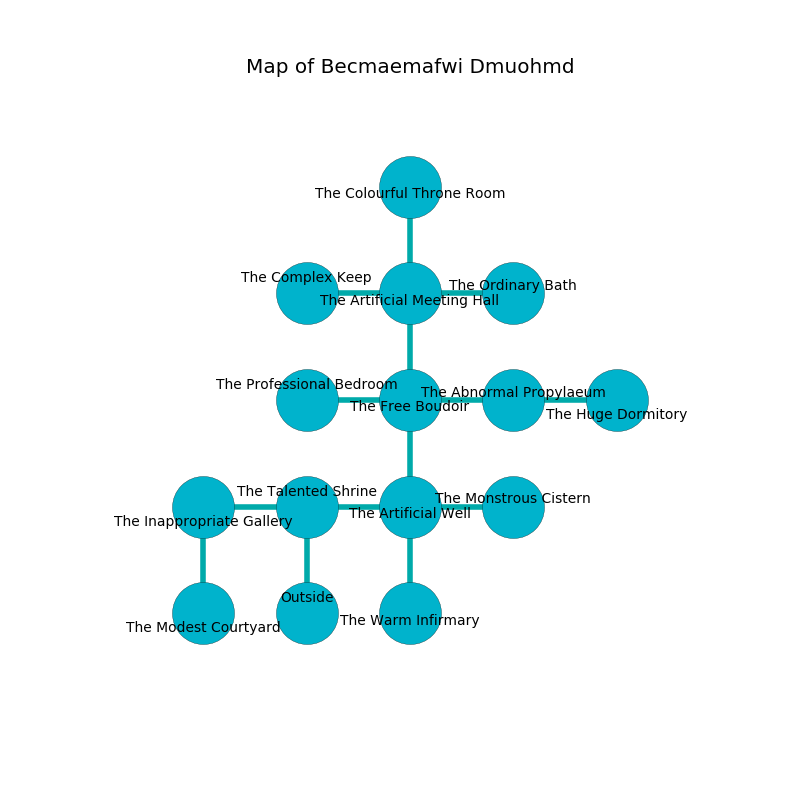 Map of Becmaemafwi Dmuohmd
The Colourful Throne Room
The Complex Keep
The Ordinary Bath
The Artificial Meeting Hall
The Professional Bedroom
The Abnormal Propylaeum
The Free Boudoir
The Huge Dormitory
The Talented Shrine
The Monstrous Cistern
The Artificial Well
The Inappropriate Gallery
Outside
The Warm Infirmary
The Modest Courtyard